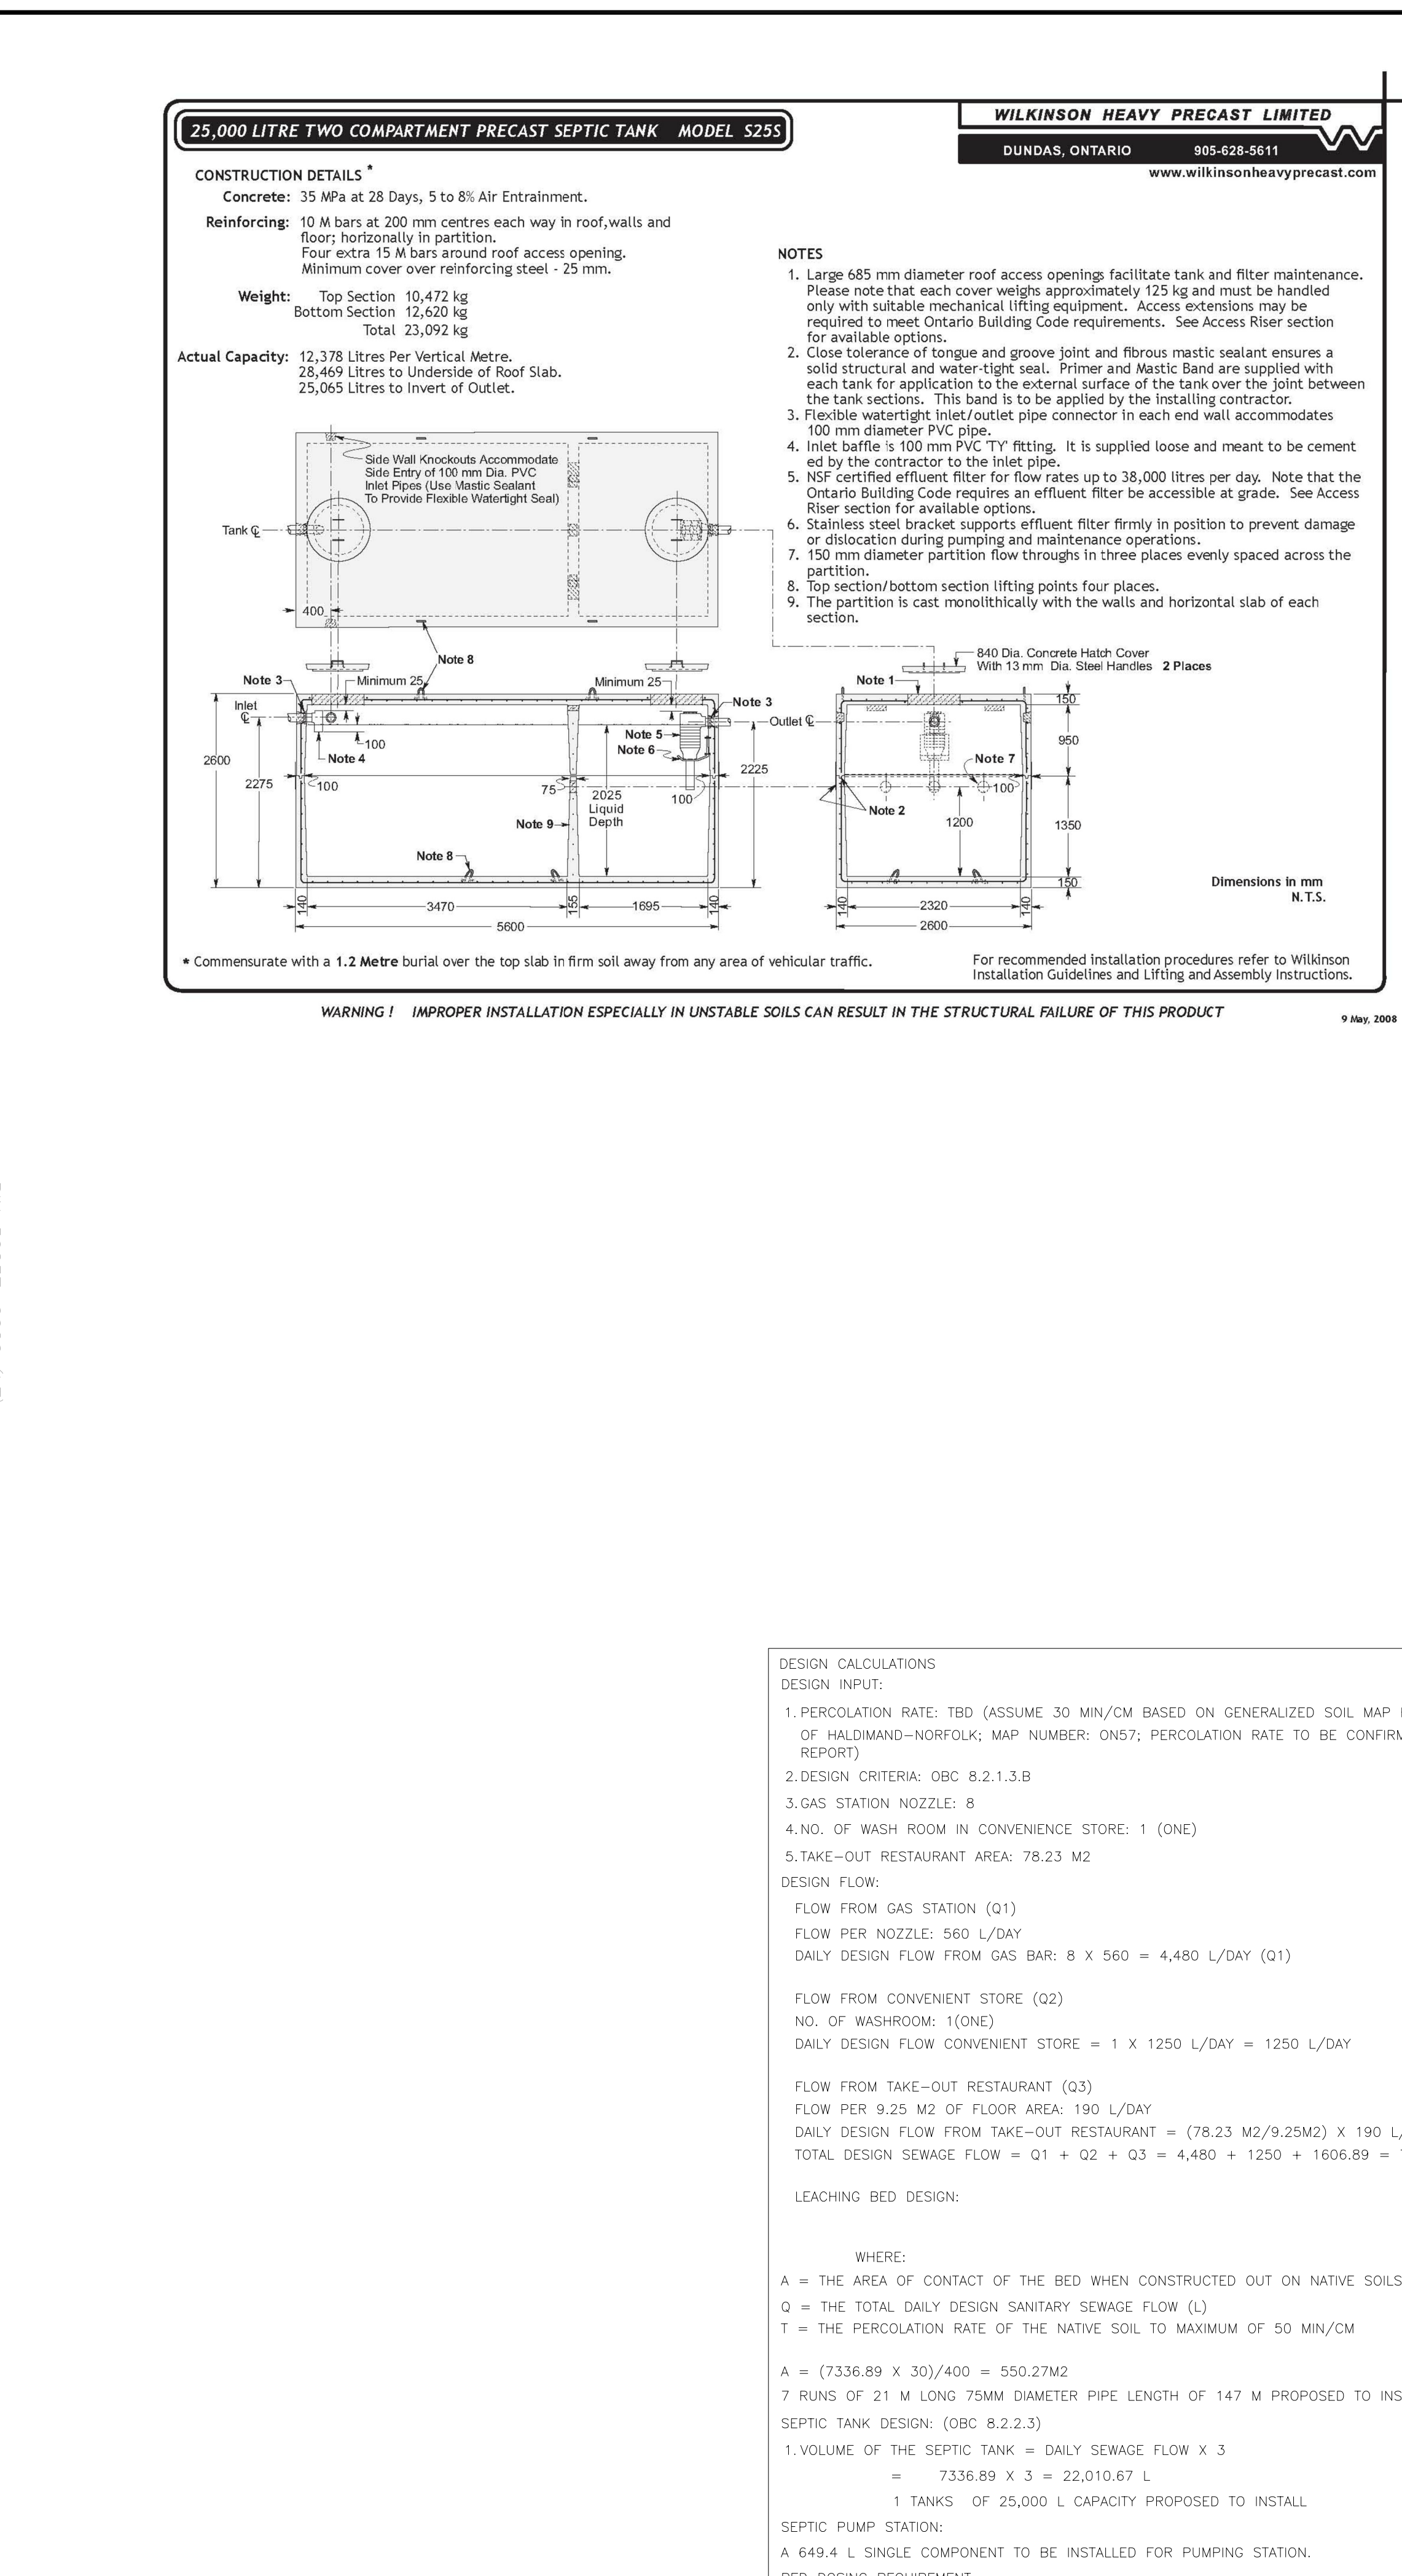 25,000 LITRE TWO COMPARTMENT PRECAST SEPTIC TANK MODEL S25S
WILKINSON HEAVY PRECAST LIMITED
DUNDAS, ONTARIO 905-628-5611
www.wilkinsonheavyprecast.com
CONSTRUCTION DETAILS *
Concrete: 35 MPa at 28 Days, 5 to 8% Air Entrainment.
Reinforcing: 10 M bars at 200 mm centres each way in roof,walls and
floor; horizonally in partition.
Four extra 15 M bars around roof access opening.
Minimum cover over reinforcing steel - 25 mm.
Weight: Top Section 10,472 kg
Bottom Section 12,620 kg
Total 23,092 kg
Actual Capacity: 12,378 Litres Per Vertical Metre.
28,469 Litres to Underside of Roof Slab.
25,065 Litres to Invert of Outlet.
NOTES
1. Large 685 mm diameter roof access openings facilitate tank and filter maintenance.
Please note that each cover weighs approximately 125 kg and must be handled
only with suitable mechanical lifting equipment. Access extensions may be
required to meet Ontario Building Code requirements. See Access Riser section
for available options.
2. Close tolerance of tongue and groove joint and fibrous mastic sealant ensures a
solid structural and water-tight seal. Primer and Mastic Band are supplied with
each tank for application to the external surface of the tank over the joint between
the tank sections. This band is to be applied by the installing contractor.
3. Flexible watertight inlet/outlet pipe connector in each end wall accommodates
100 mm diameter PVC pipe.
4. Inlet baffle is 100 mm PVC 'TY' fitting. It is supplied loose and meant to be cement
ed by the contractor to the inlet pipe.
5. NSF certified effluent filter for flow rates up to 38,000 litres per day. Note that the
Ontario Building Code requires an effluent filter be accessible at grade. See Access
Riser section for available options.
6. Stainless steel bracket supports effluent filter firmly in position to prevent damage
or dislocation during pumping and maintenance operations.
7. 150 mm diameter partition flow throughs in three places evenly spaced across the
partition.
8. Top section/bottom section lifting points four places.
9. The partition is cast monolithically with the walls and horizontal slab of each
section.
Side Wall Knockouts Accommodate
Side Entry of 100 mm Dia. PVC
Inlet Pipes (Use Mastic Sealant
To Provide Flexible Watertight Seal)
Tank ℄
400
Note 8
840 Dia. Concrete Hatch Cover
With 13 mm Dia. Steel Handles 2 Places
Note 3
Minimum 25
Minimum 25
Note 1
Note 3
150
Inlet
℄
Outlet ℄
Note 5
950
100
Note 6
Note 4
Note 7
2600
2225
2275
100
75
2025
Liquid
Depth
100
100
Note 2
Note 9
1200
1350
Note 8
150
Dimensions in mm
N.T.S.
140
3470
155
1695
140
5600
140
2320
140
2600
* Commensurate with a 1.2 Metre burial over the top slab in firm soil away from any area of vehicular traffic.
For recommended installation procedures refer to Wilkinson
Installation Guidelines and Lifting and Assembly Instructions.
WARNING ! IMPROPER INSTALLATION ESPECIALLY IN UNSTABLE SOILS CAN RESULT IN THE STRUCTURAL FAILURE OF THIS PRODUCT
9 May, 2008
DESIGN CALCULATIONS
DESIGN INPUT:
1. PERCOLATION RATE: TBD (ASSUME 30 MIN/CM BASED ON GENERALIZED SOIL MAP
OF HALDIMAND-NORFOLK; MAP NUMBER: ON57; PERCOLATION RATE TO BE
REPORT)
2. DESIGN CRITERIA: OBC 8.2.1.3.B
3. GAS STATION NOZZLE: 8
4. NO. OF WASH ROOM IN CONVENIENCE STORE: 1 (ONE)
5. TAKE-OUT RESTAURANT AREA: 78.23 M2
DESIGN FLOW:
FLOW FROM GAS STATION (Q1)
FLOW PER NOZZLE: 560 L/DAY
DAILY DESIGN FLOW FROM GAS BAR: 8 X 560 = 4,480 L/DAY (Q1)
FLOW FROM CONVENIENT STORE (Q2)
NO. OF WASHROOM: 1(ONE)
DAILY DESIGN FLOW CONVENIENT STORE = 1 X 1250 L/DAY = 1250 L/DAY
FLOW FROM TAKE-OUT RESTAURANT (Q3)
FLOW PER 9.25 M2 OF FLOOR AREA: 190 L/DAY
DAILY DESIGN FLOW FROM TAKE-OUT RESTAURANT = (78.23 M2/9.25M2) X 190 L/
TOTAL DESIGN SEWAGE FLOW = Q1 + Q2 + Q3 = 4,480 + 1250 + 1606.89 =
LEACHING BED DESIGN:
WHERE:
A = THE AREA OF CONTACT OF THE BED WHEN CONSTRUCTED OUT ON NATIVE SOILS
Q = THE TOTAL DAILY DESIGN SANITARY SEWAGE FLOW (L)
T = THE PERCOLATION RATE OF THE NATIVE SOIL TO MAXIMUM OF 50 MIN/CM
A = (7336.89 X 30)/400 = 550.27M2
7 RUNS OF 21 M LONG 75MM DIAMETER PIPE LENGTH OF 147 M PROPOSED TO
SEPTIC TANK DESIGN: (OBC 8.2.2.3)
1. VOLUME OF THE SEPTIC TANK = DAILY SEWAGE FLOW X 3
= 7336.89 X 3 = 22,010.67 L
1 TANKS OF 25,000 L CAPACITY PROPOSED TO INSTALL
SEPTIC PUMP STATION:
A 649.4 L SINGLE COMPONENT TO BE INSTALLED FOR PUMPING STATION.